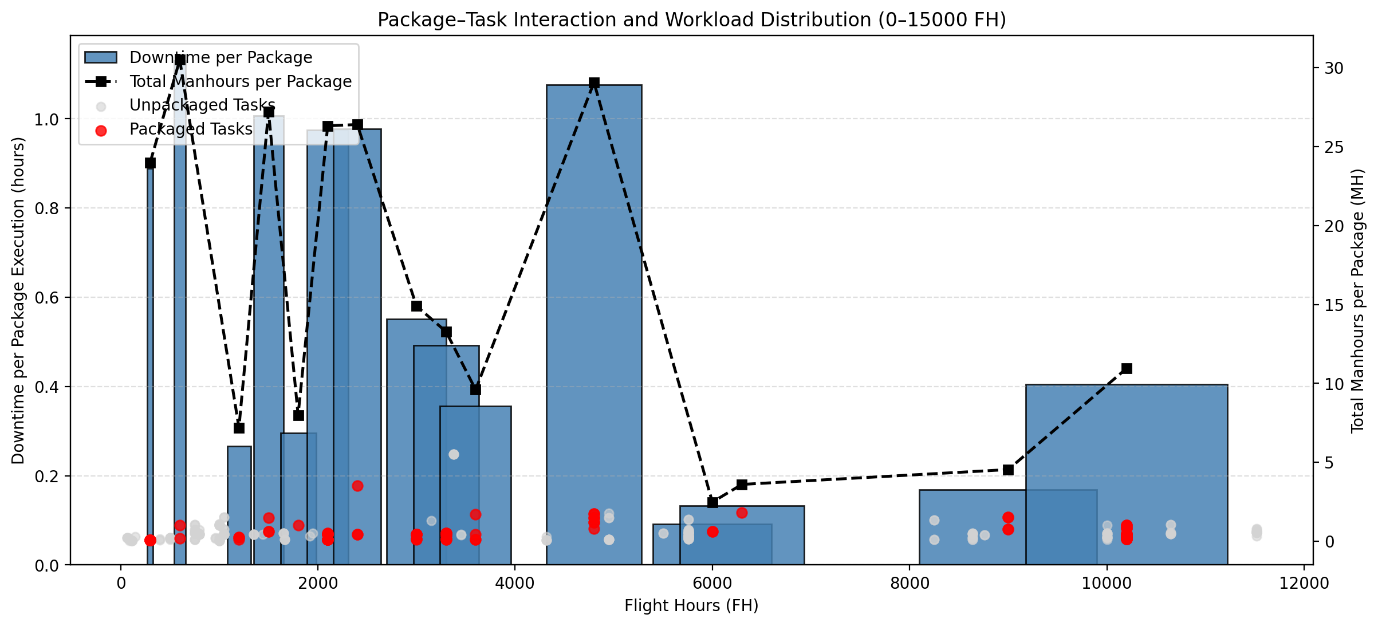 Package–Task Interaction and Workload Distribution (0–15000 FH)
Downtime per Package
Total Manhours per Package
Unpackaged Tasks
Packaged Tasks
Downtime per Package Execution (hours)
1.0
0.8
0.6
0.4
0.2
0.0
30
25
20
15
10
5
0
Total Manhours per Package (MH)
0
2000
4000
6000
8000
10000
12000
Flight Hours (FH)